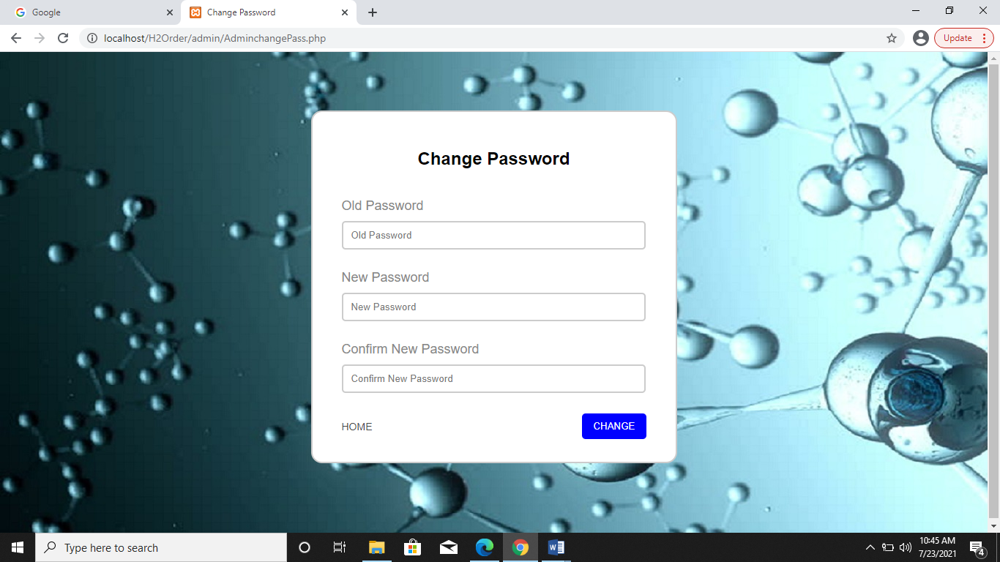 Google
Change Password
localhost/H2Order/admin/AdminchangePass.php
Update
Change Password
Old Password
Old Password
New Password
New Password
Confirm New Password
Confirm New Password
HOME
CHANGE
Type here to search
10:45 AM
7/23/2021
4